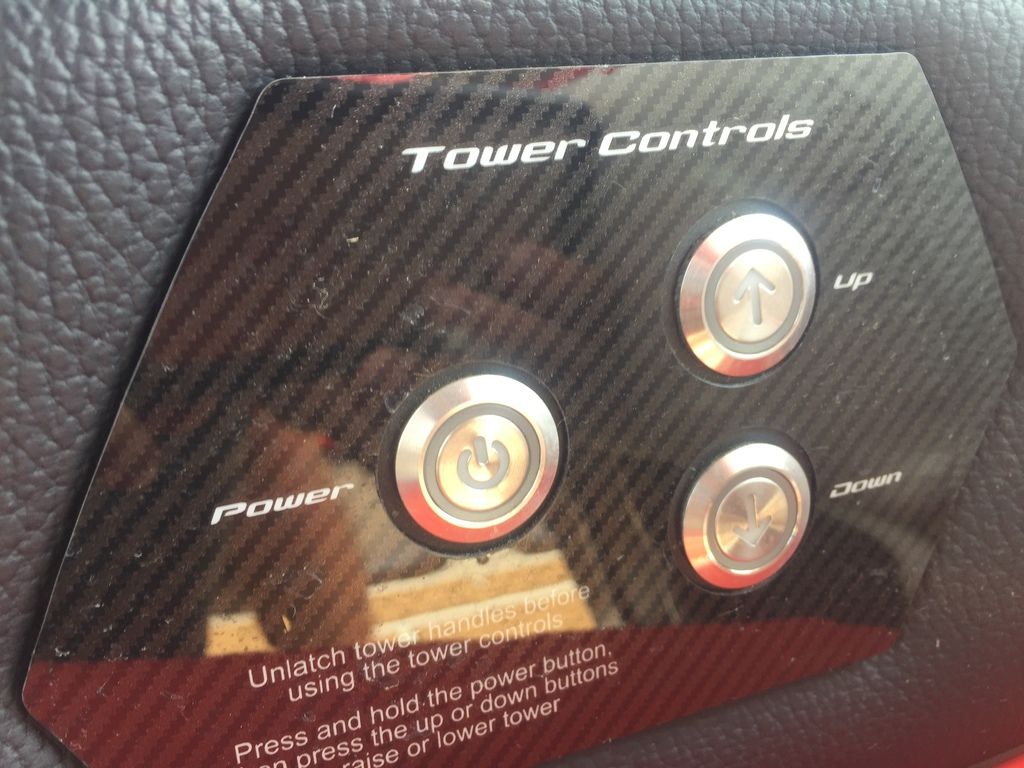 Tower Controls
Up
Power
Down
Unlatch tower handles before
using the tower controls
Press and hold the power button,
press the up or down buttons
raise or lower tower